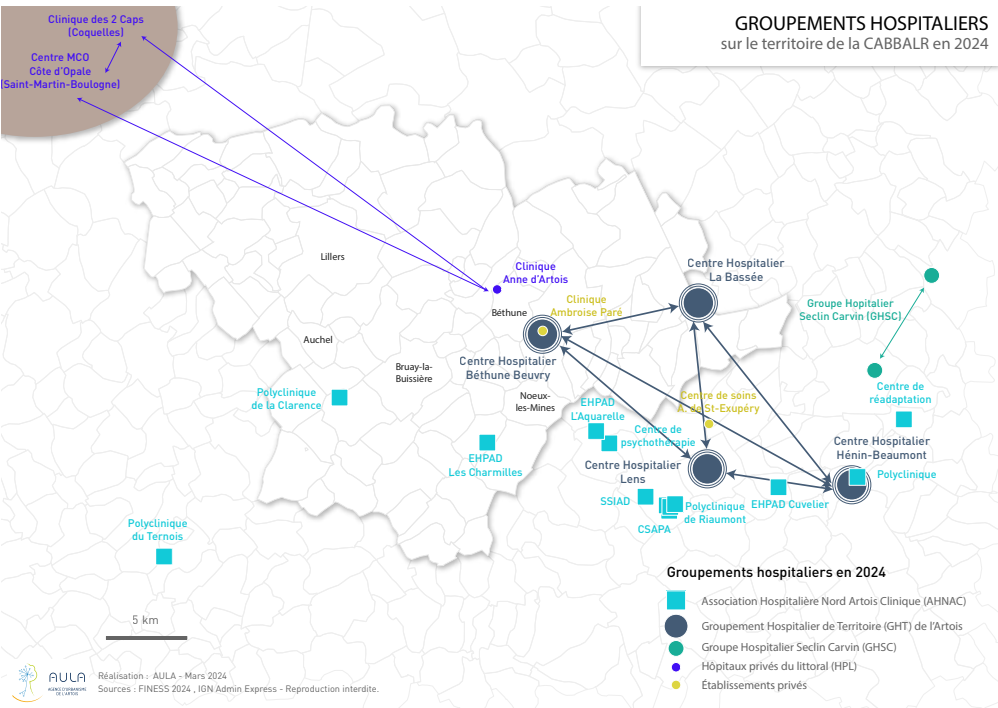 Clinique des 2 Caps
(Coquelles)
Centre MCO
Côte d'Opale
(Saint-Martin-Boulogne)
GROUPEMENTS HOSPITALIERS
sur le territoire de la CABBALR en 2024
Lillers
Clinique
Anne d'Artois
Centre Hospitalier
La Bassée
Clinique
Ambroise Paré
Béthune
Groupe Hopitalier
Seclin Carvin (GHSC)
Auchel
Centre Hospitalier
Béthune Beuvry
Bruay-la-
Buissière
Polyclinique
de la Clarence
Noeux-
les-Mines
EHPAD
L'Aquarelle
Centre de soins
A. de St-Exupéry
Centre de
réadaptation
Centre de
psychothérapie
EHPAD
Les Charmilles
Centre Hospitalier
Lens
Centre Hospitalier
Hénin-Beaumont
Polyclinique
SSIAD
CSAPA
Polyclinique
de Riaumont
EHPAD Cuvelier
Polyclinique
du Ternois
5 km
Groupements hospitaliers en 2024
Association Hospitalière Nord Artois Clinique (AHNAC)
Groupement Hospitalier de Territoire (GHT) de l'Artois
Groupe Hospitalier Seclin Carvin (GHSC)
Hôpitaux privés du littoral (HPL)
Établissements privés
AULA
AGENCE D'URBANISME
DE L'ARTOIS
Réalisation : AULA - Mars 2024
Sources : FINESS 2024 , IGN Admin Express - Reproduction interdite.